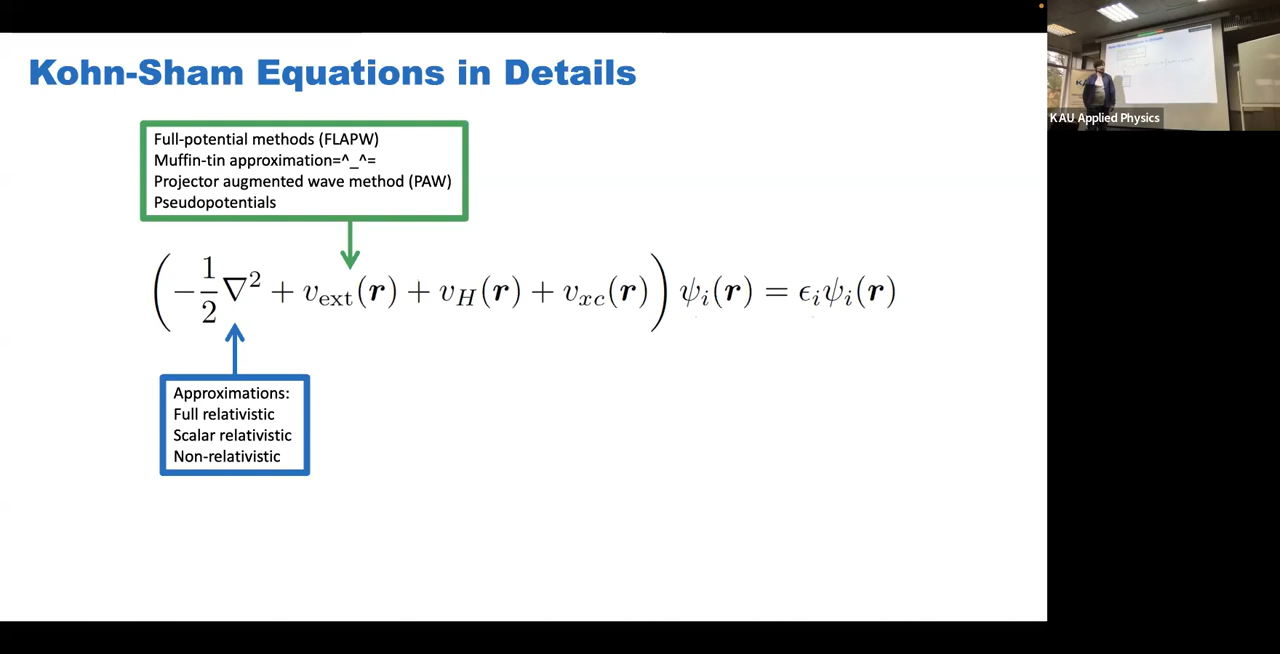 Kohn-Sham Equations in Details
Full-potential methods (FLAPW)
Muffin-tin approximation=^_^=
Projector augmented wave method (PAW)
Pseudopotentials
(-1/2 ∇² + v_ext(r) + v_H(r) + v_xc(r)) ψ_i(r) = ϵ_i ψ_i(r)
Approximations:
Full relativistic
Scalar relativistic
Non-relativistic
KAU Applied Physics